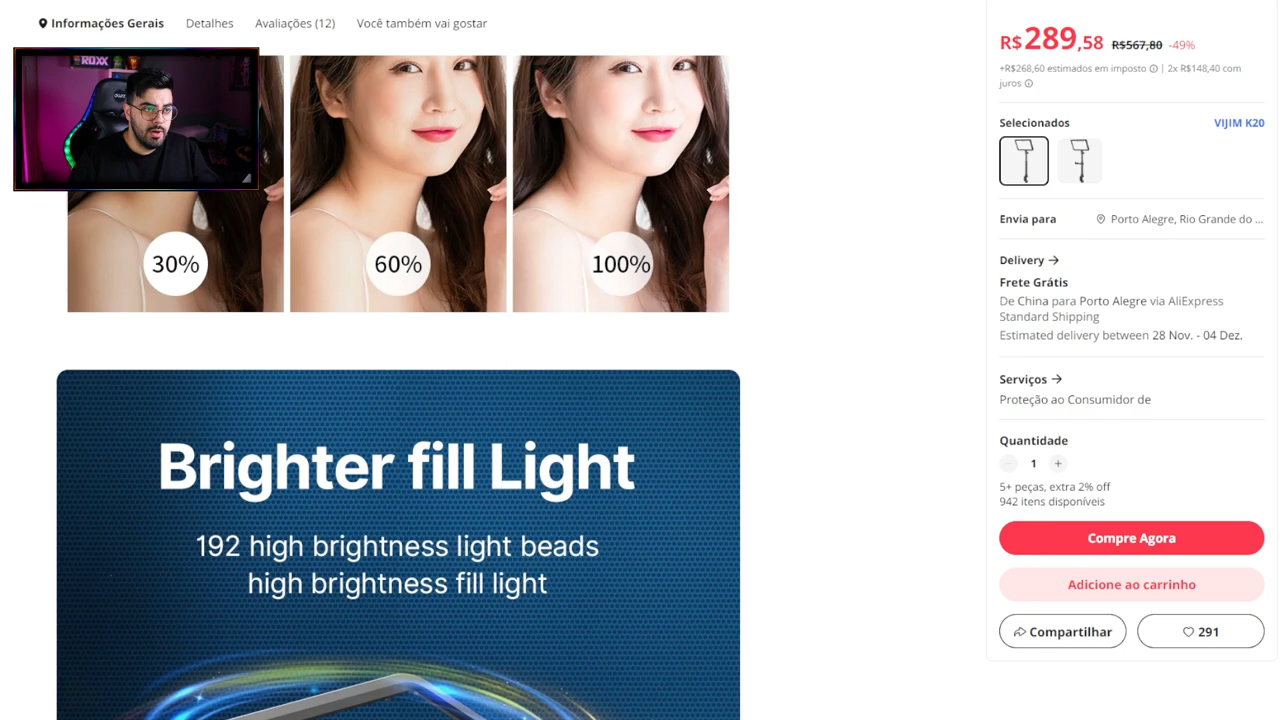 Informações Gerais
Detalhes
Avaliações (12)
Você também vai gostar
ROXX
30%
60%
100%
Brighter fill Light
192 high brightness light beads
high brightness fill light
R$289,58 R$567,80 -49%
+R$268,60 estimados em imposto | 2x R$148,40 com
juros
Selecionados
VIJIM K20
Envia para
Porto Alegre, Rio Grande do ...
Delivery
Frete Grátis
De China para Porto Alegre via AliExpress
Standard Shipping
Estimated delivery between 28 Nov. - 04 Dez.
Serviços
Proteção ao Consumidor de
Quantidade
1
5+ peças, extra 2% off
942 itens disponíveis
Compre Agora
Adicione ao carrinho
Compartilhar
291